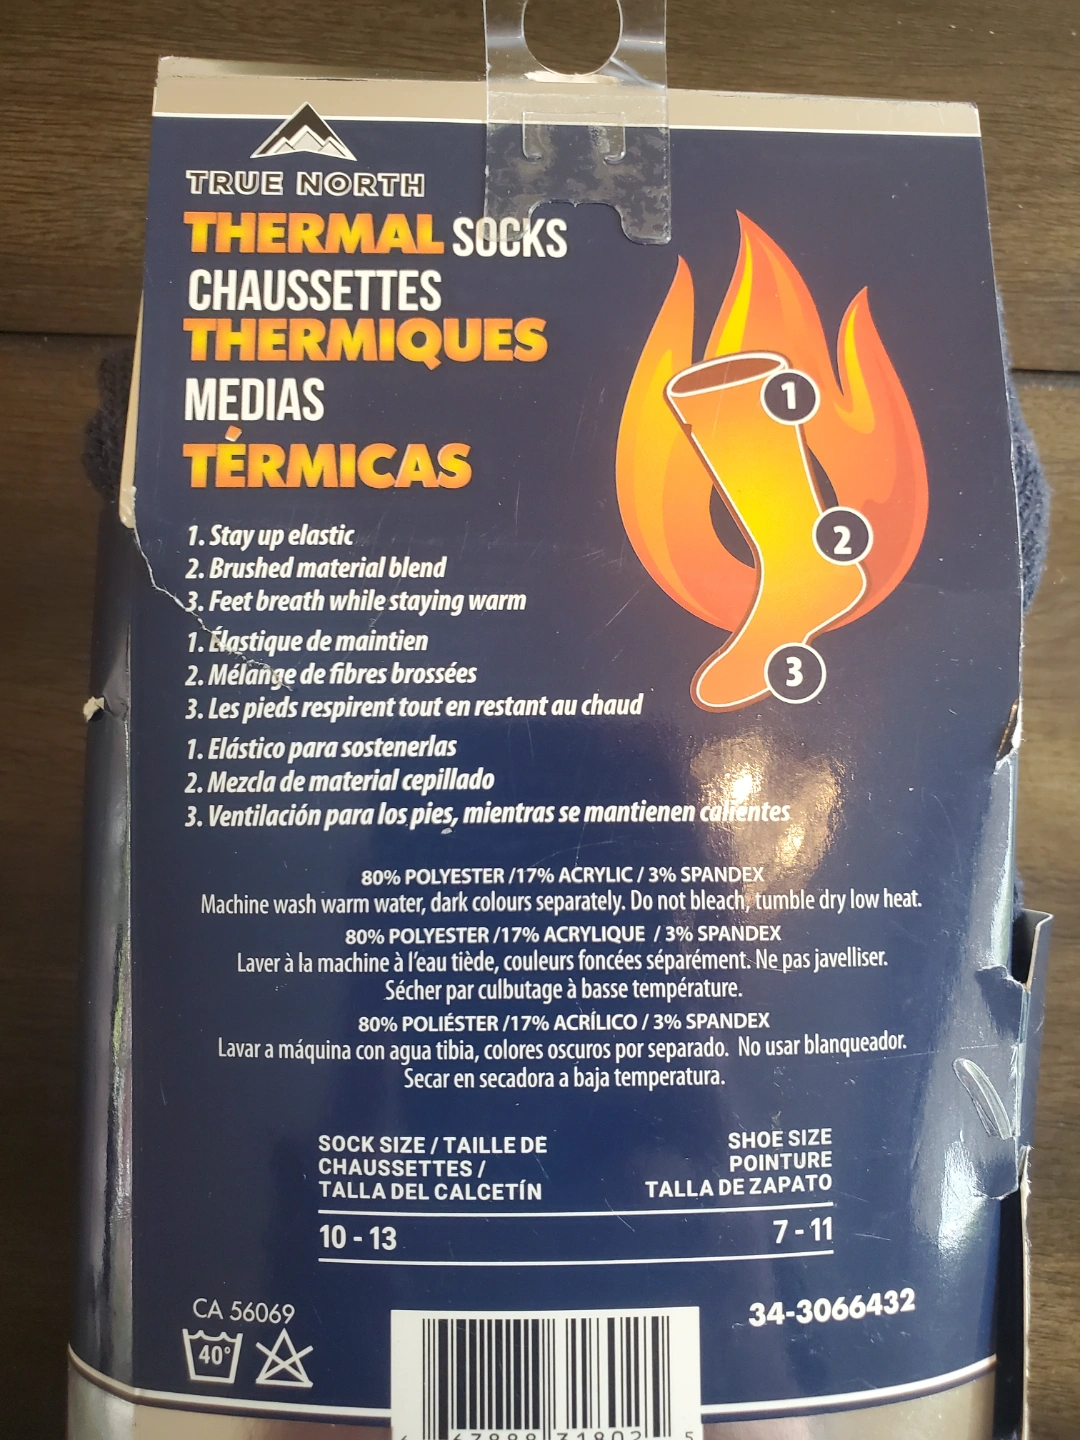 TRUE NORTH
THERMAL SOCKS
CHAUSSETTES
THERMIQUES
MEDIAS
TÉRMICAS
1
2
3
1. Stay up elastic
2. Brushed material blend
3. Feet breath while staying warm
1. Élastique de maintien
2. Mélange de fibres brossées
3. Les pieds respirent tout en restant au chaud
1. Elástico para sostenerlas
2. Mezcla de material cepillado
3. Ventilación para los pies, mientras se mantienen calientes
80% POLYESTER /17% ACRYLIC / 3% SPANDEX
Machine wash warm water, dark colours separately. Do not bleach, tumble dry low heat.
80% POLYESTER /17% ACRYLIQUE / 3% SPANDEX
Laver à la machine à l'eau tiède, couleurs foncées séparément. Ne pas javelliser.
Sécher par culbutage à basse température.
80% POLIÉSTER /17% ACRÍLICO / 3% SPANDEX
Lavar a máquina con agua tibia, colores oscuros por separado. No usar blanqueador.
Secar en secadora a baja temperatura.
SOCK SIZE / TAILLE DE
CHAUSSETTES /
TALLA DEL CALCETÍN
SHOE SIZE
POINTURE
TALLA DE ZAPATO
10 - 13
7 - 11
CA 56069
34-3066432
40°